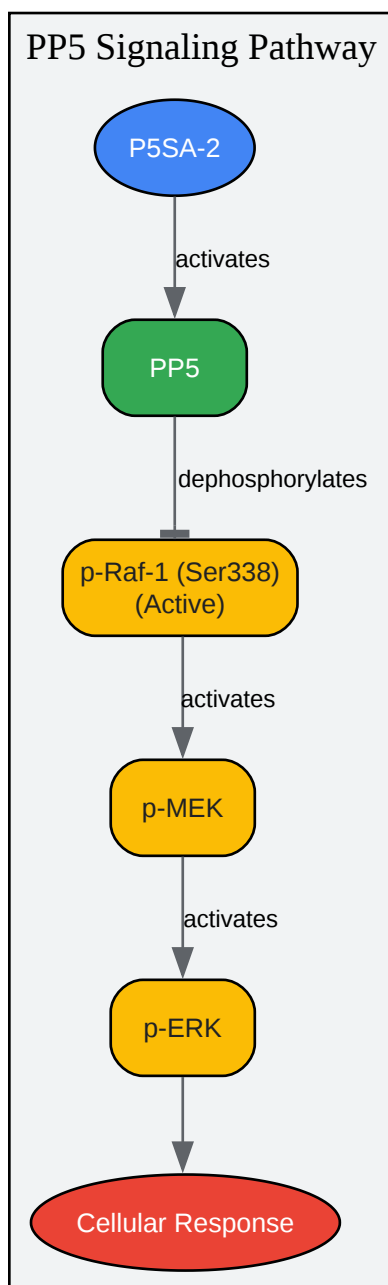 PP5 Signaling Pathway
P5SA-2
activates
PP5
dephosphorylates
p-Raf-1 (Ser338)
(Active)
activates
p-MEK
activates
p-ERK
Cellular Response